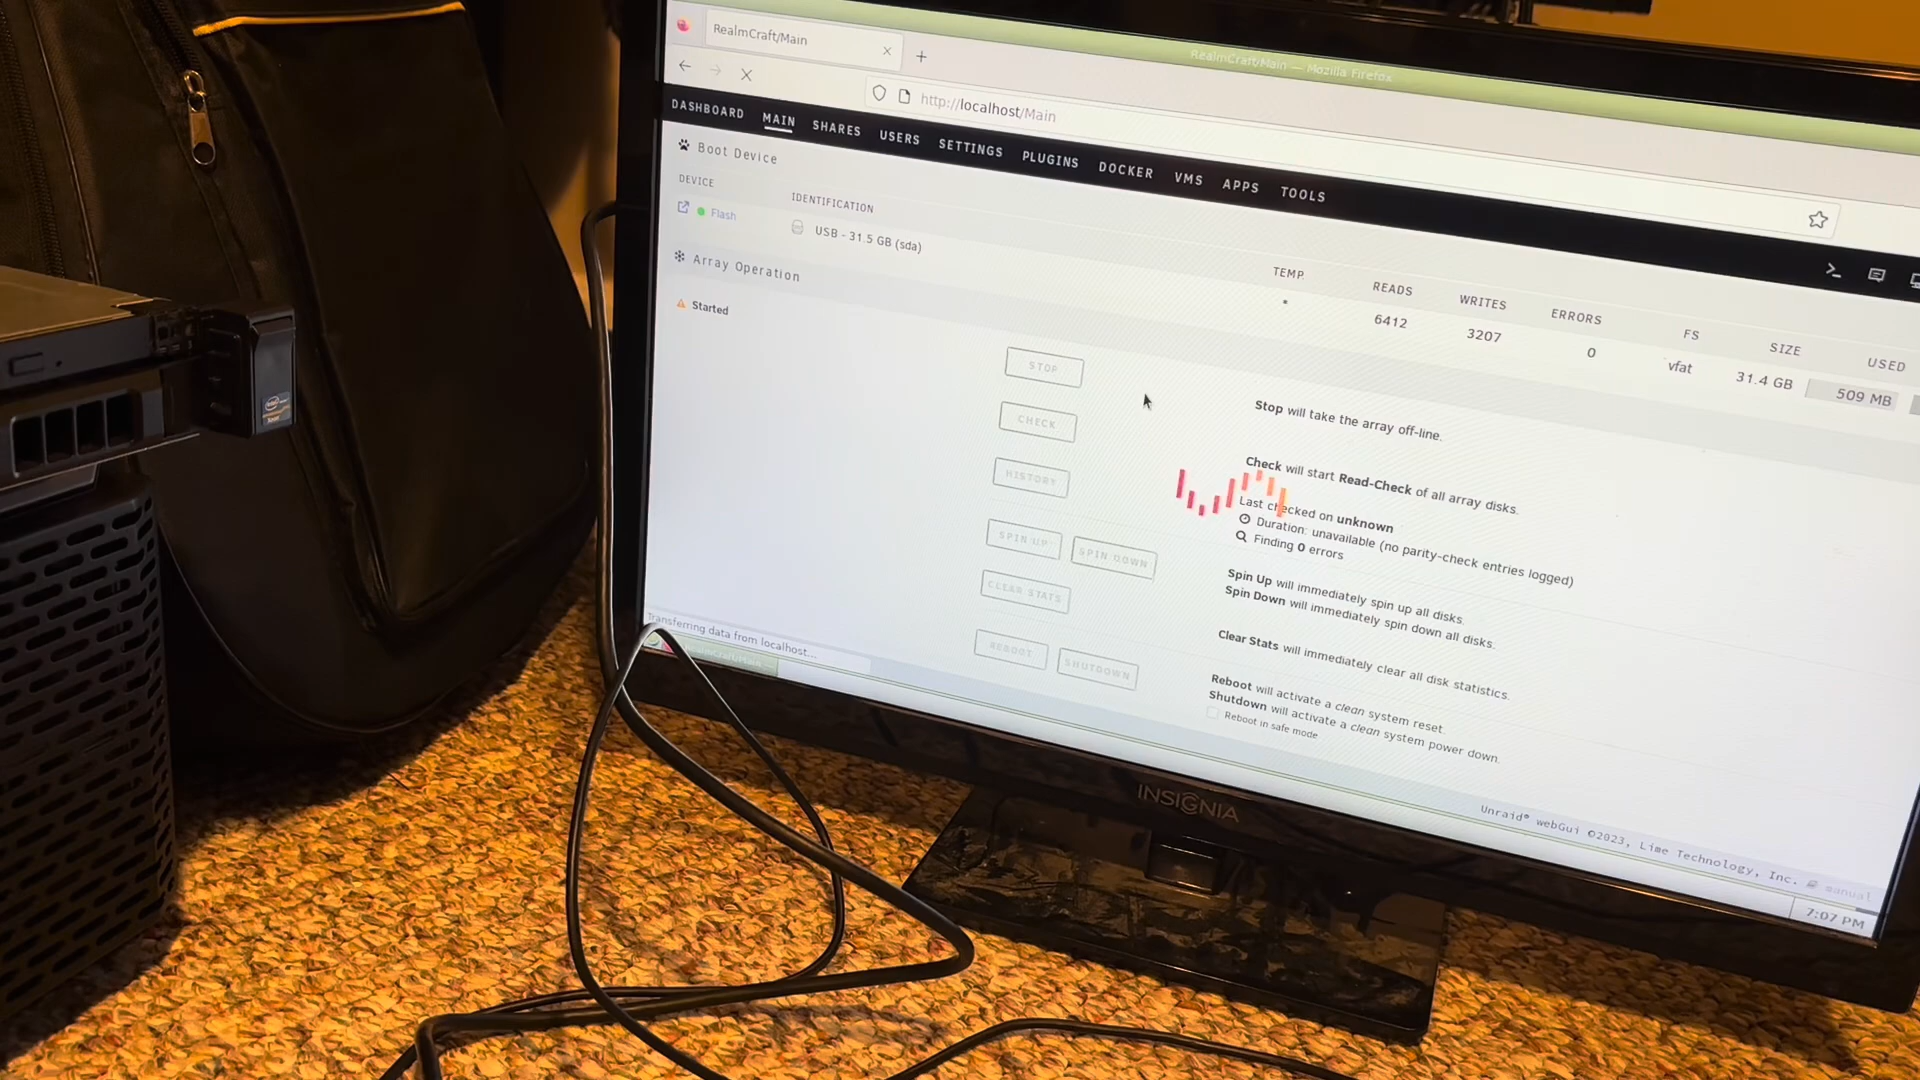 RealmCraft/Main
RealmCraft/Main — Mozilla Firefox
http://localhost/Main
DASHBOARD MAIN SHARES USERS SETTINGS PLUGINS DOCKER VMS APPS TOOLS
Boot Device
DEVICE IDENTIFICATION TEMP READS WRITES ERRORS FS SIZE USED
Flash USB - 31.5 GB (sda) * 6412 3207 0 vfat 31.4 GB 509 MB
Array Operation
Started
STOP Stop will take the array off-line.
CHECK Check will start Read-Check of all array disks.
HISTORY Last checked on unknown
Duration: unavailable (no parity-check entries logged)
Finding 0 errors
SPIN UP SPIN DOWN Spin Up will immediately spin up all disks.
Spin Down will immediately spin down all disks.
CLEAR STATS Clear Stats will immediately clear all disk statistics.
REBOOT SHUTDOWN Reboot will activate a clean system reset.
Shutdown will activate a clean system power down.
Reboot in safe mode
Transferring data from localhost...
RealmCraft/Main...
Unraid® webGui ©2023, Lime Technology, Inc. manual
7:07 PM
INSIGNIA